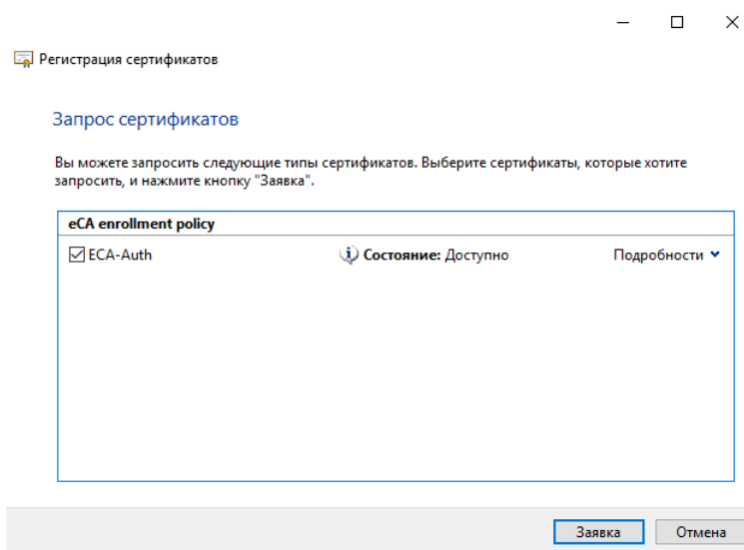 Регистрация сертификатов
Запрос сертификатов
Вы можете запросить следующие типы сертификатов. Выберите сертификаты, которые хотите
запросить, и нажмите кнопку "Заявка".
eCA enrollment policy
ECA-Auth Состояние: Доступно Подробности
Заявка Отмена